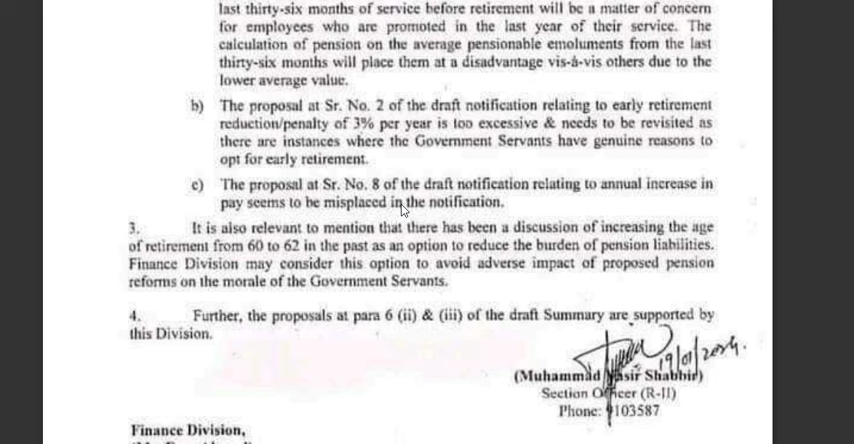 last thirty-six months of service before retirement will be a matter of concern
for employees who are promoted in the last year of their service. The
calculation of pension on the average pensionable emoluments from the last
thirty-six months will place them at a disadvantage vis-à-vis others due to the
lower average value.
b) The proposal at Sr. No. 2 of the draft notification relating to early retirement
reduction/penalty of 3% per year is too excessive & needs to be revisited as
there are instances where the Government Servants have genuine reasons to
opt for early retirement.
c) The proposal at Sr. No. 8 of the draft notification relating to annual increase in
pay seems to be misplaced in the notification.
3. It is also relevant to mention that there has been a discussion of increasing the age
of retirement from 60 to 62 in the past as an option to reduce the burden of pension liabilities.
Finance Division may consider this option to avoid adverse impact of proposed pension
reforms on the morale of the Government Servants.
4. Further, the proposals at para 6 (ii) & (iii) of the draft Summary are supported by
this Division.
19/01/2024.
(Muhammad Yasir Shabbir)
Section Officer (R-II)
Phone: 9103587
Finance Division,